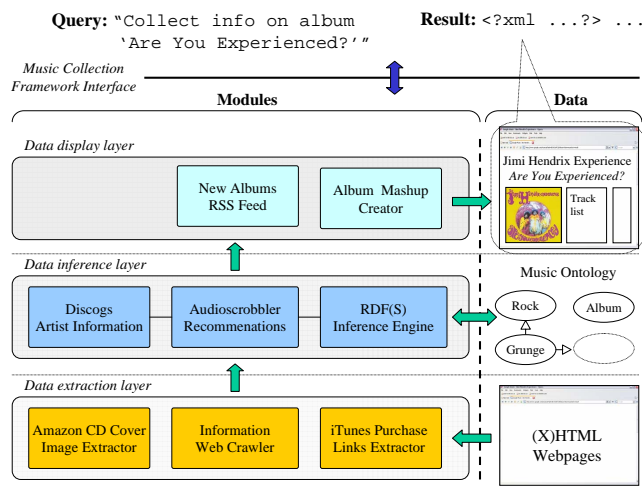 Query: "Collect info on album
'Are You Experienced?'"
Result: <?xml ...?> ...
Music Collection
Framework Interface
Modules
Data
Data display layer
New Albums
RSS Feed
Album Mashup
Creator
Jimi Hendrix Experience
Are You Experienced?
Track
list
Data inference layer
Discogs
Artist Information
Audioscrobbler
Recommenations
RDF(S)
Inference Engine
Music Ontology
Rock
Album
Grunge
Data extraction layer
Amazon CD Cover
Image Extractor
Information
Web Crawler
iTunes Purchase
Links Extractor
(X)HTML
Webpages